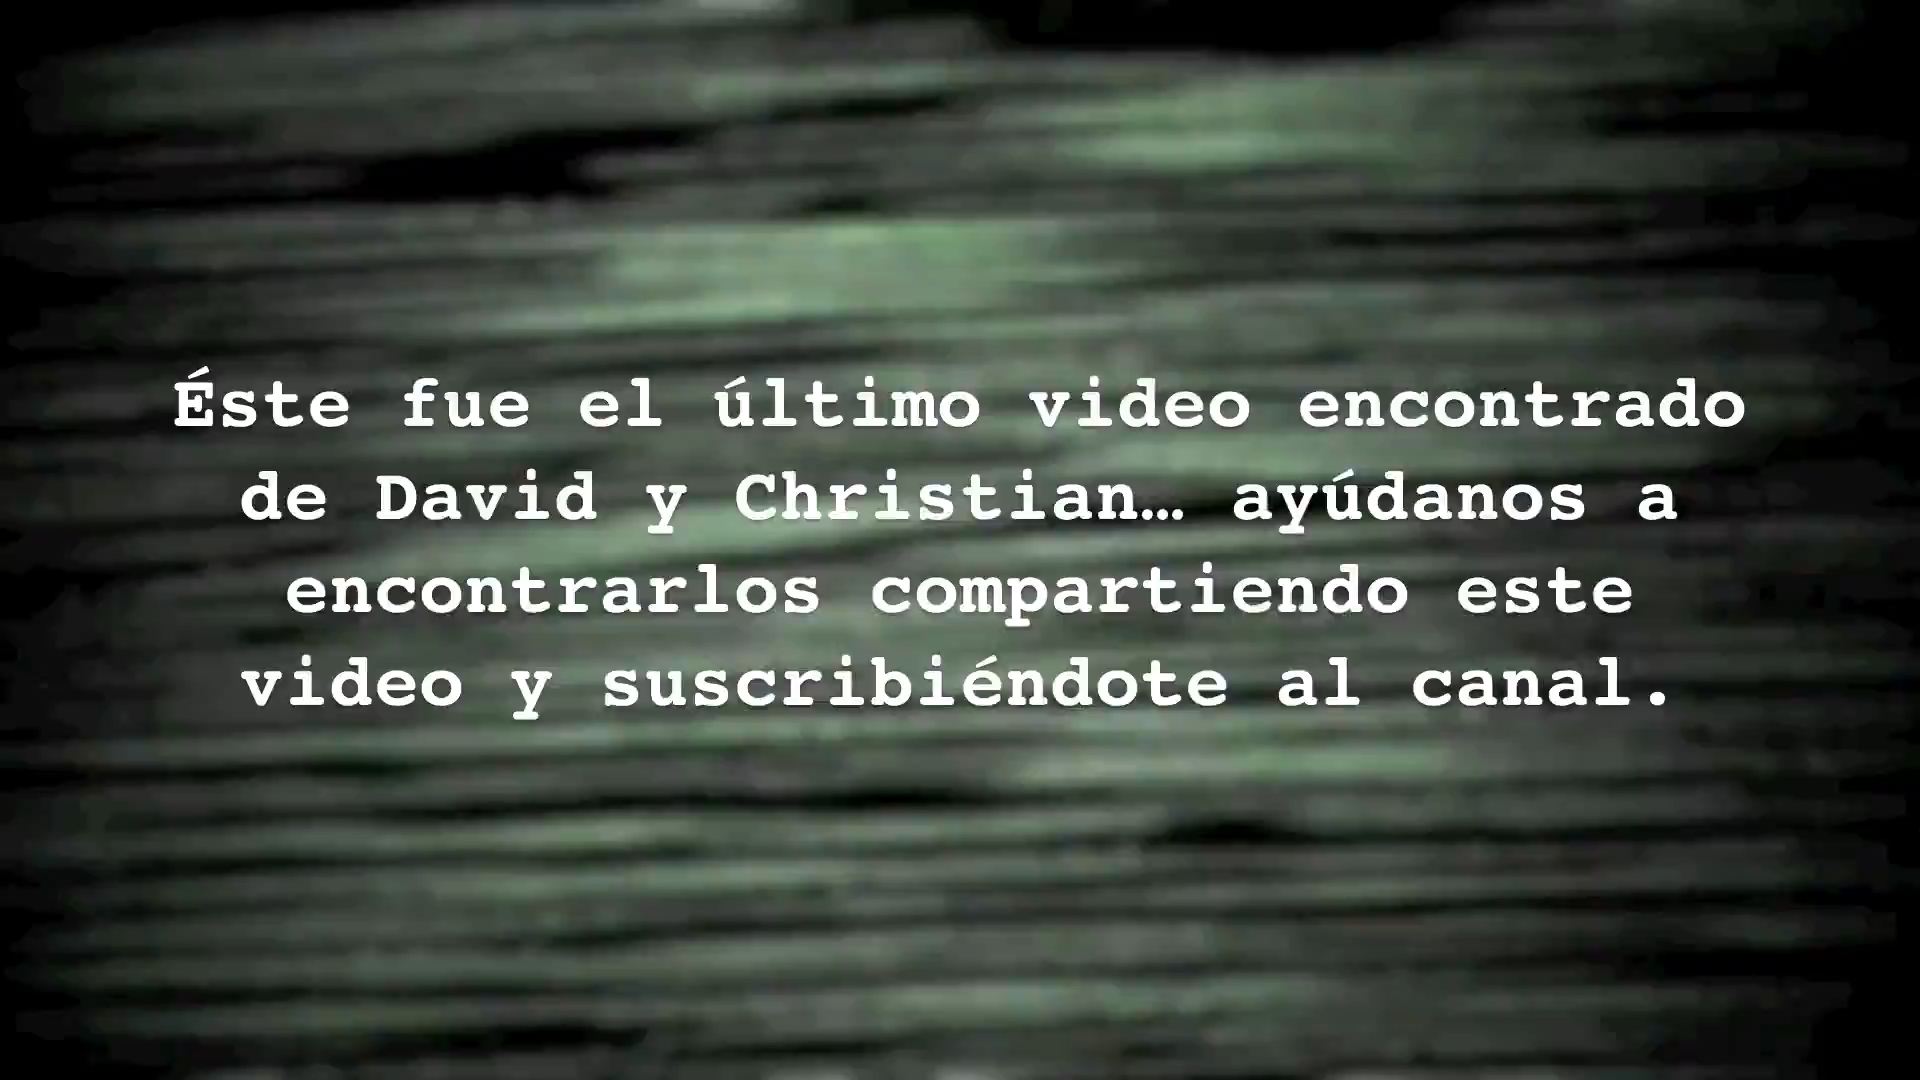 Éste fue el último video encontrado
de David y Christian… ayúdanos a
encontrarlos compartiendo este
video y suscribiéndote al canal.